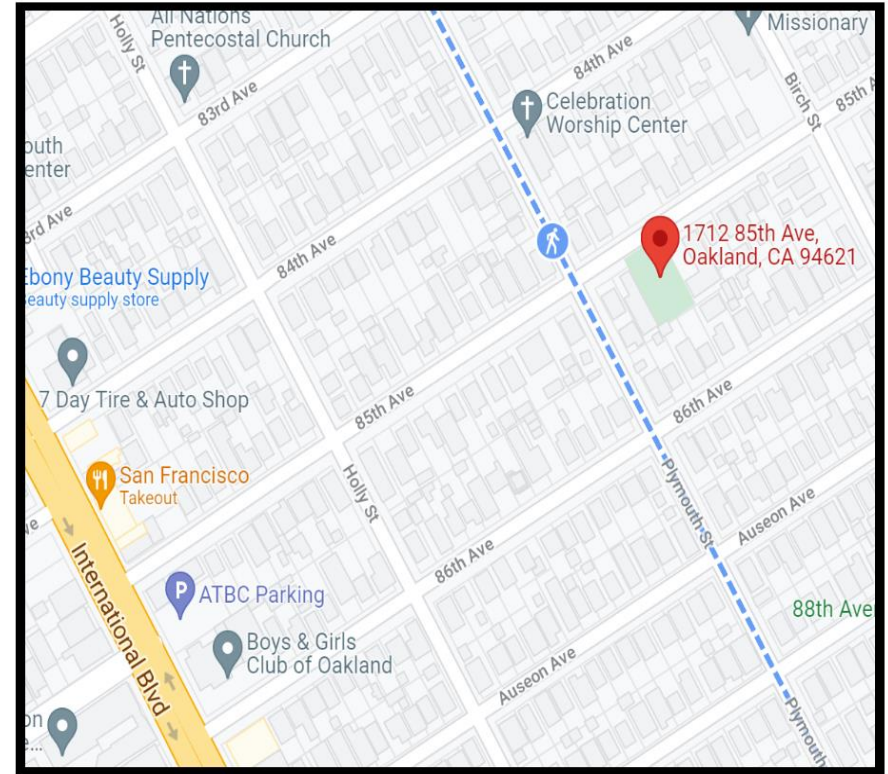 All Nations
Pentecostal Church
Holly St
83rd Ave
Missionary
84th Ave
Celebration
Worship Center
Birch St
85th A
outh
enter
rd Ave
84th Ave
1712 85th Ave,
Oakland, CA 94621
Ebony Beauty Supply
Beauty supply store
7 Day Tire & Auto Shop
85th Ave
86th Ave
San Francisco
Takeout
Holly St
Plymouth St
Auseon Ave
ve
International Blvd
86th Ave
P
ATBC Parking
88th Ave
Boys & Girls
Club of Oakland
Auseon Ave
Plymouth
on
e...